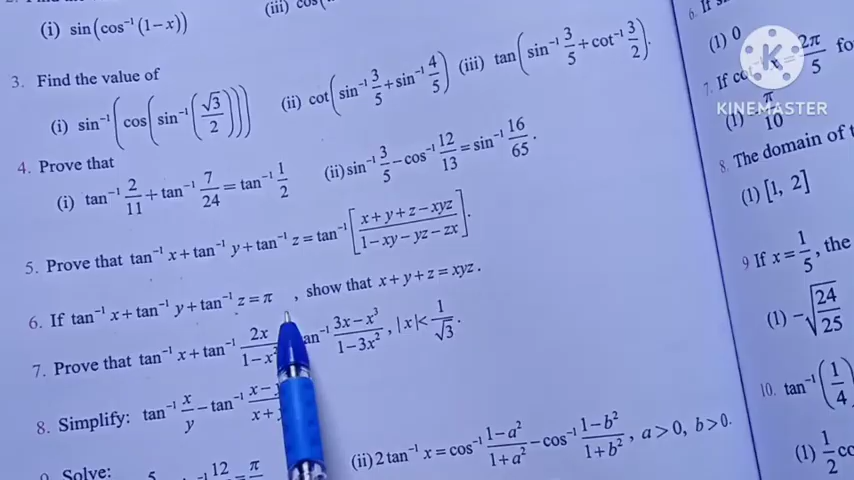 (i) sin(cos⁻¹(1−x))
(iii) cos
3. Find the value of
(i) sin⁻¹(cos(sin⁻¹(√3/2)))
(ii) cot(sin⁻¹ 3/5 + sin⁻¹ 4/5)
(iii) tan(sin⁻¹ 3/5 + cot⁻¹ 3/2).
4. Prove that
(i) tan⁻¹ 2/11 + tan⁻¹ 7/24 = tan⁻¹ 1/2
(ii) sin⁻¹ 3/5 − cos⁻¹ 12/13 = sin⁻¹ 16/65.
5. Prove that tan⁻¹ x + tan⁻¹ y + tan⁻¹ z = tan⁻¹[(x+y+z−xyz)/(1−xy−yz−zx)].
6. If tan⁻¹ x + tan⁻¹ y + tan⁻¹ z = π , show that x + y + z = xyz.
7. Prove that tan⁻¹ x + tan⁻¹ 2x/(1−x² an⁻¹ (3x−x³)/(1−3x²), |x| < 1/√3.
8. Simplify: tan⁻¹ x/y − tan⁻¹ (x−/(x+
Solve:
5 12 = π
(ii) 2 tan⁻¹ x = cos⁻¹ (1−a²)/(1+a²) − cos⁻¹ (1−b²)/(1+b²), a > 0, b > 0.
6. If
(1) 0
7. If x = 2π/5 fo
(1) π/10
KINEMASTER
8. The domain of
(1) [1, 2]
9 If x = 1/5, the
(1) −√(24/25)
10. tan⁻¹(1/4)
(1) 1/2 co